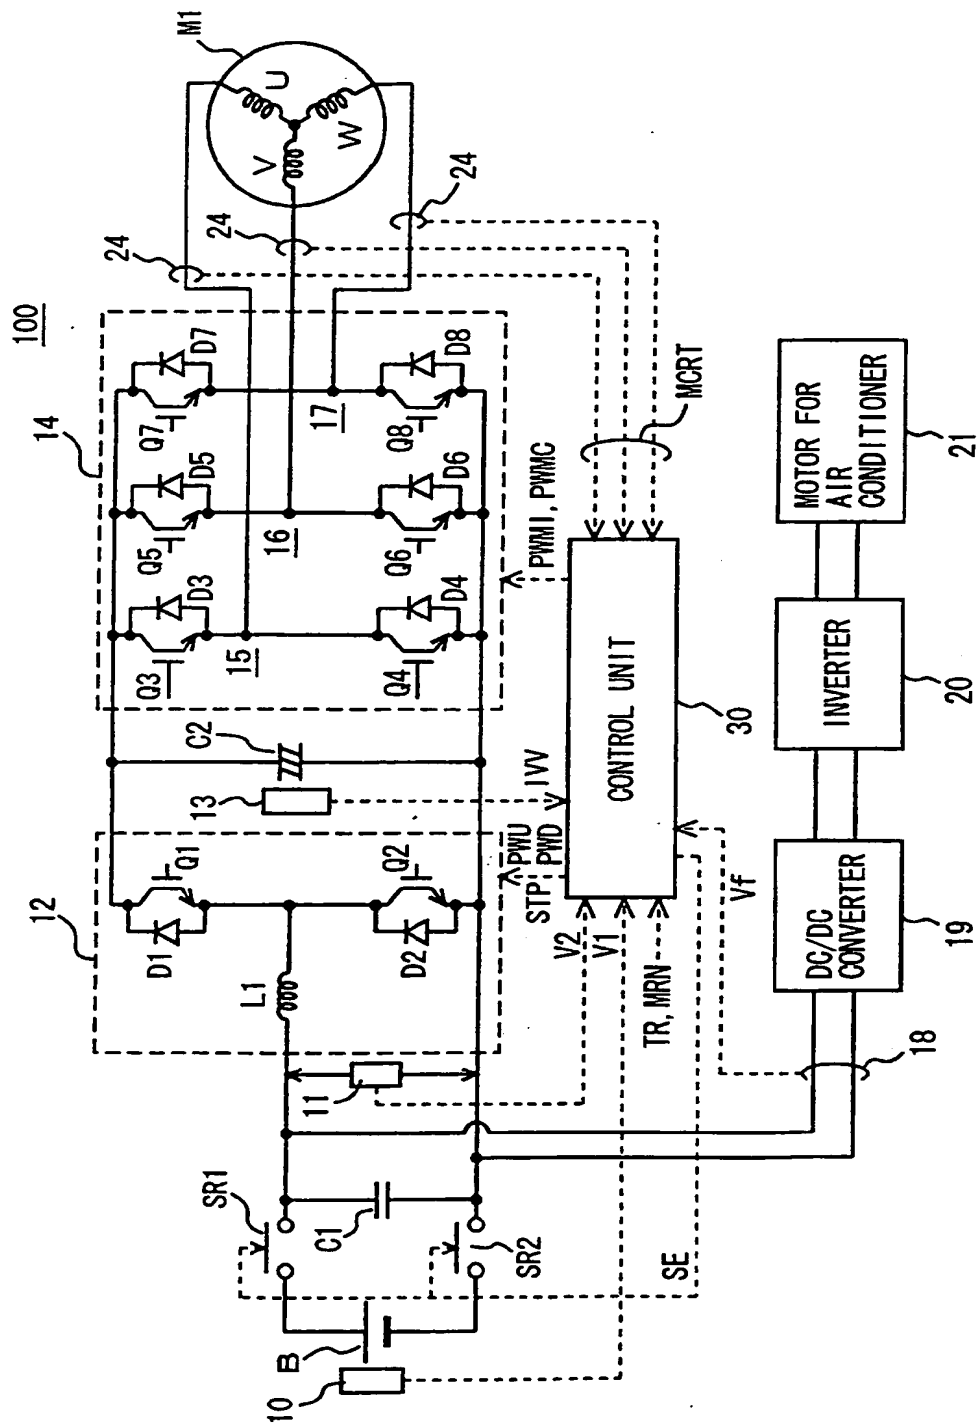 100
12
14
13
C2
24
24
24
M1
U
V
W
Q1
D1
Q2
D2
L1
Q3
D3
Q5
D5
Q7
D7
15
16
17
Q4
D4
Q6
D6
Q8
D8
SR1
C1
SR2
B
10
11
SE
V2
V1
TR, MRN
STP
PWU
PWD
IVV
PWMI, PWMC
MCRT
CONTROL UNIT
30
Vf
18
DC/DC
CONVERTER
19
INVERTER
20
MOTOR FOR
AIR
CONDITIONER
21